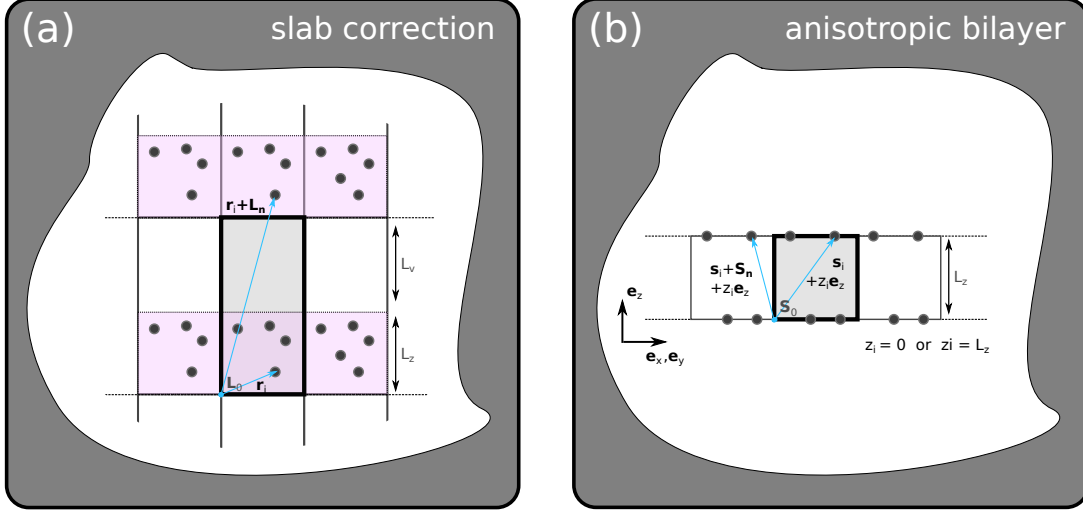 (a) slab correction
r_i+L_n
L_v
L_z
L_0
r_i
(b) anisotropic bilayer
s_i+S_n
+z_ie_z
s_i
+z_ie_z
L_z
e_z
S_0
e_x,e_y
z_i = 0 or zi = L_z